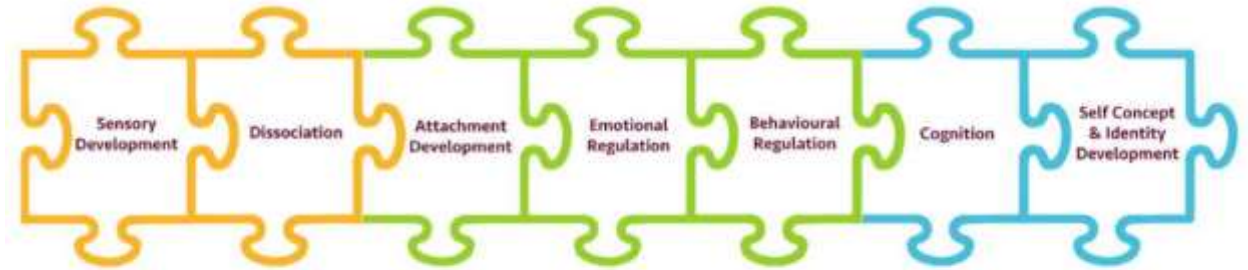 Sensory
Development
Dissociation
Attachment
Development
Emotional
Regulation
Behavioural
Regulation
Cognition
Self Concept
& Identity
Development